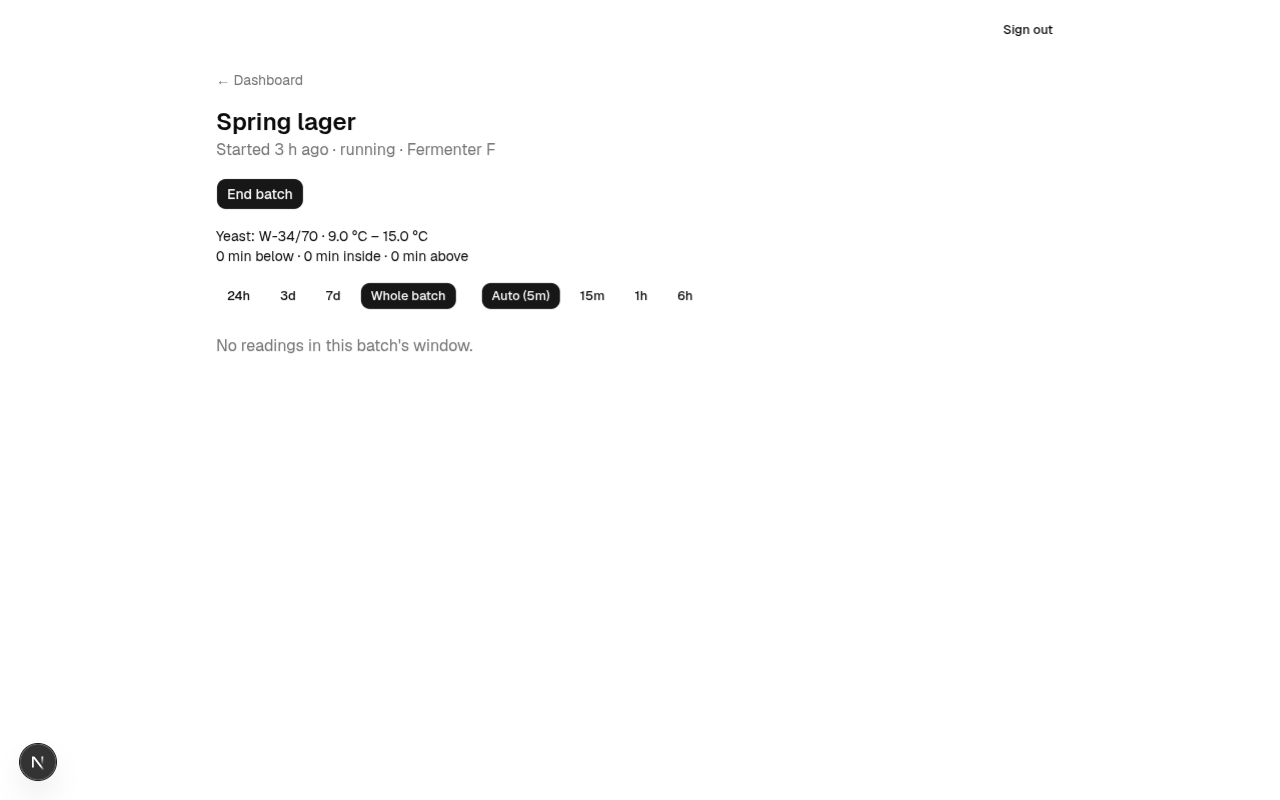 Sign out
← Dashboard
Spring lager
Started 3 h ago · running · Fermenter F
End batch
Yeast: W-34/70 · 9.0 °C – 15.0 °C
0 min below · 0 min inside · 0 min above
24h 3d 7d Whole batch Auto (5m) 15m 1h 6h
No readings in this batch's window.
N